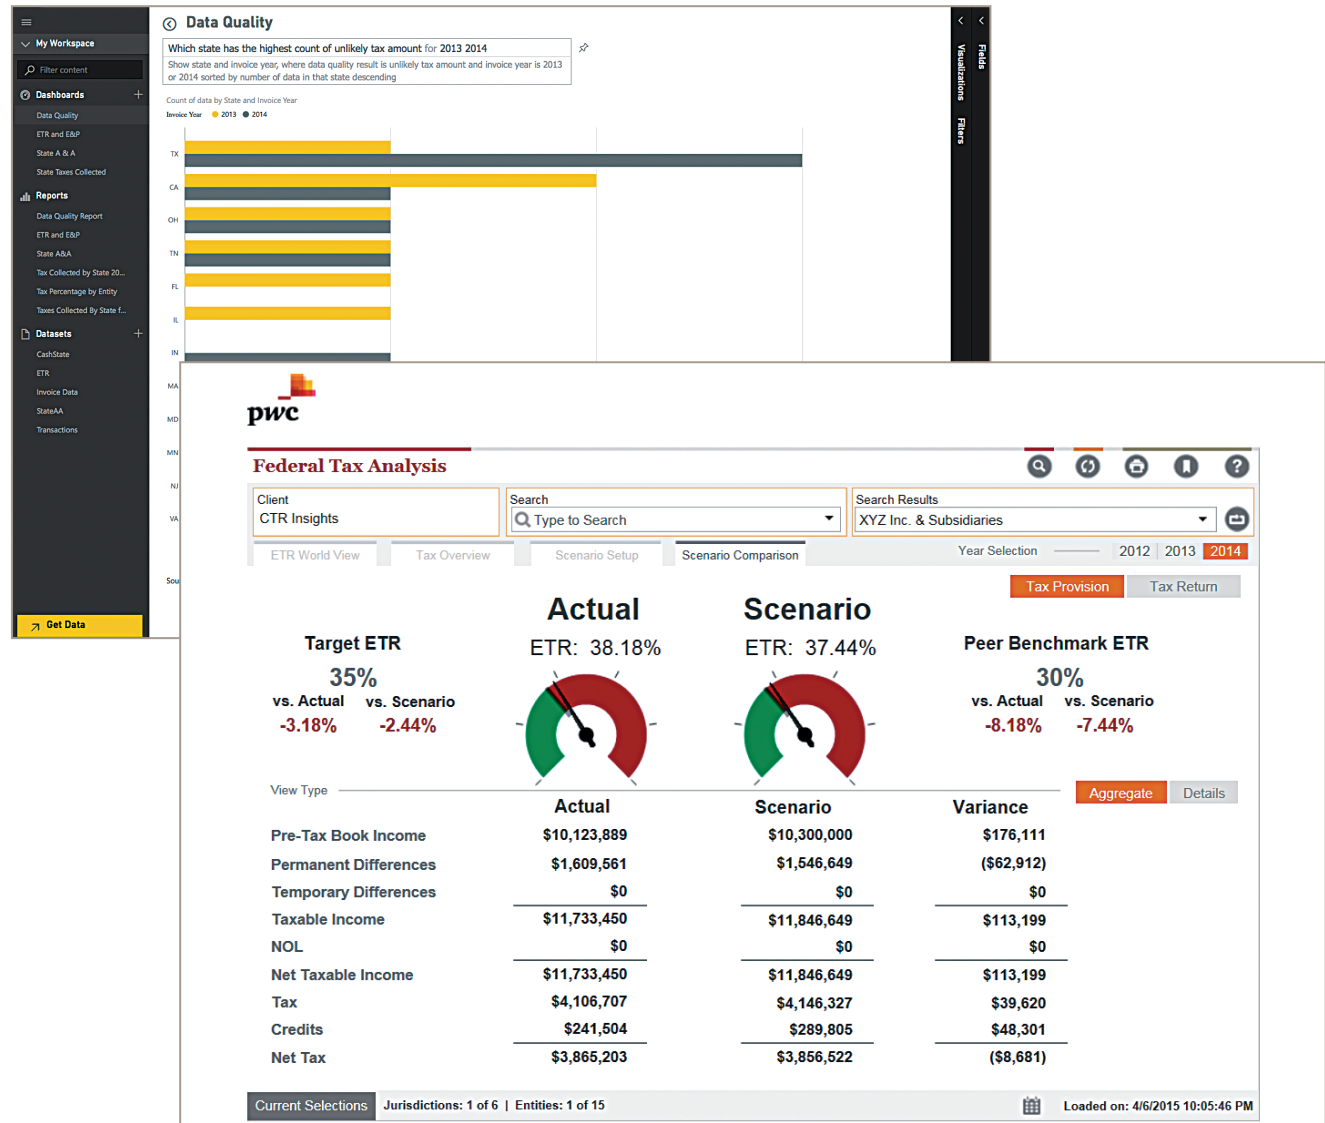 My Workspace
Filter content
Dashboards
Data Quality
ETR and E&P
State A & A
State Taxes Collected
Reports
Data Quality Report
ETR and E&P
State A&A
Tax Collected by State 20...
Tax Percentage by Entity
Taxes Collected By State f...
Datasets
CashState
ETR
Invoice Data
StateAA
Transactions
Get Data
Data Quality
Which state has the highest count of unlikely tax amount for 2013 2014
Show state and invoice year, where data quality result is unlikely tax amount and invoice year is 2013
or 2014 sorted by number of data in that state descending
Count of data by State and Invoice Year
Invoice Year 2013 2014
TX
CA
OH
TN
FL
IL
IN
MA
MD
MN
NJ
VA
Sou
Visualizations
Filters
Fields
pwc
Federal Tax Analysis
Client
CTR Insights
Search
Type to Search
Search Results
XYZ Inc. & Subsidiaries
ETR World View Tax Overview Scenario Setup Scenario Comparison Year Selection 2012 2013 2014
Tax Provision Tax Return
Actual Scenario
Target ETR ETR: 38.18% ETR: 37.44% Peer Benchmark ETR
35% 30%
vs. Actual vs. Scenario vs. Actual vs. Scenario
-3.18% -2.44% -8.18% -7.44%
View Type Aggregate Details
Actual Scenario Variance
Pre-Tax Book Income $10,123,889 $10,300,000 $176,111
Permanent Differences $1,609,561 $1,546,649 ($62,912)
Temporary Differences $0 $0 $0
Taxable Income $11,733,450 $11,846,649 $113,199
NOL $0 $0 $0
Net Taxable Income $11,733,450 $11,846,649 $113,199
Tax $4,106,707 $4,146,327 $39,620
Credits $241,504 $289,805 $48,301
Net Tax $3,865,203 $3,856,522 ($8,681)
Current Selections Jurisdictions: 1 of 6 | Entities: 1 of 15 Loaded on: 4/6/2015 10:05:46 PM